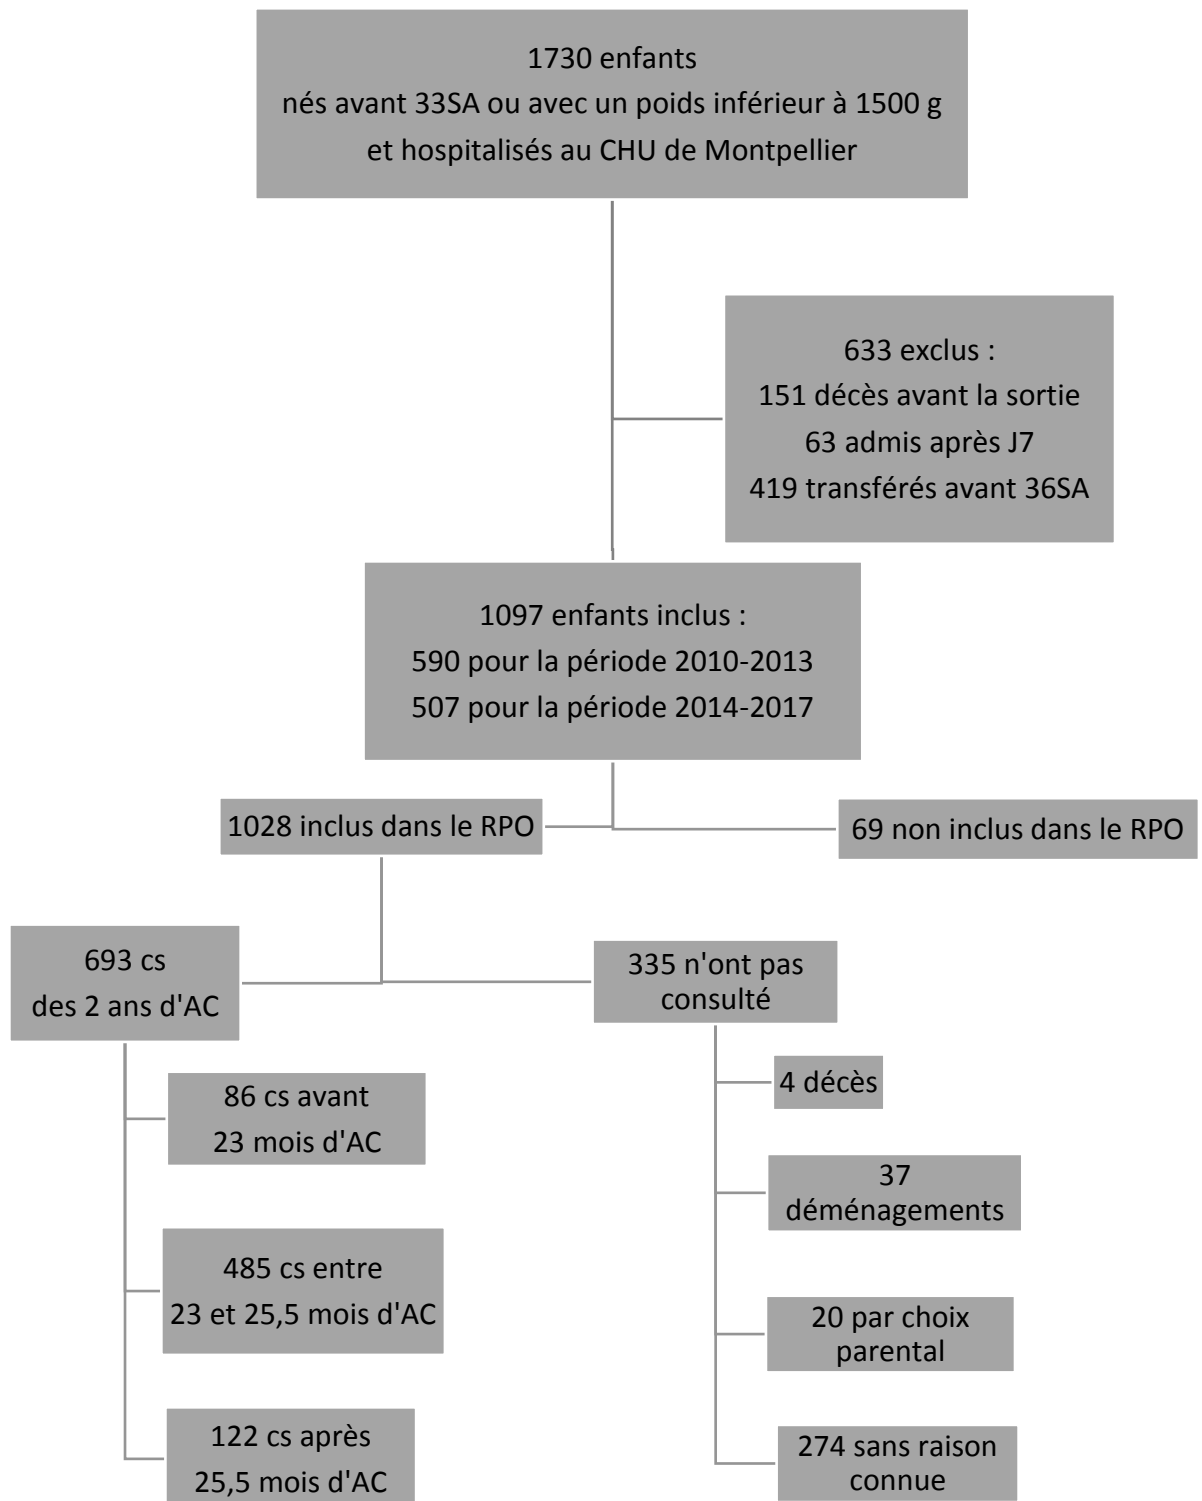 1730 enfants
nés avant 33SA ou avec un poids inférieur à 1500 g
et hospitalisés au CHU de Montpellier
633 exclus :
151 décès avant la sortie
63 admis après J7
419 transférés avant 36SA
1097 enfants inclus :
590 pour la période 2010-2013
507 pour la période 2014-2017
1028 inclus dans le RPO
69 non inclus dans le RPO
693 cs
des 2 ans d'AC
335 n'ont pas
consulté
86 cs avant
23 mois d'AC
485 cs entre
23 et 25,5 mois d'AC
122 cs après
25,5 mois d'AC
4 décès
37
déménagements
20 par choix
parental
274 sans raison
connue